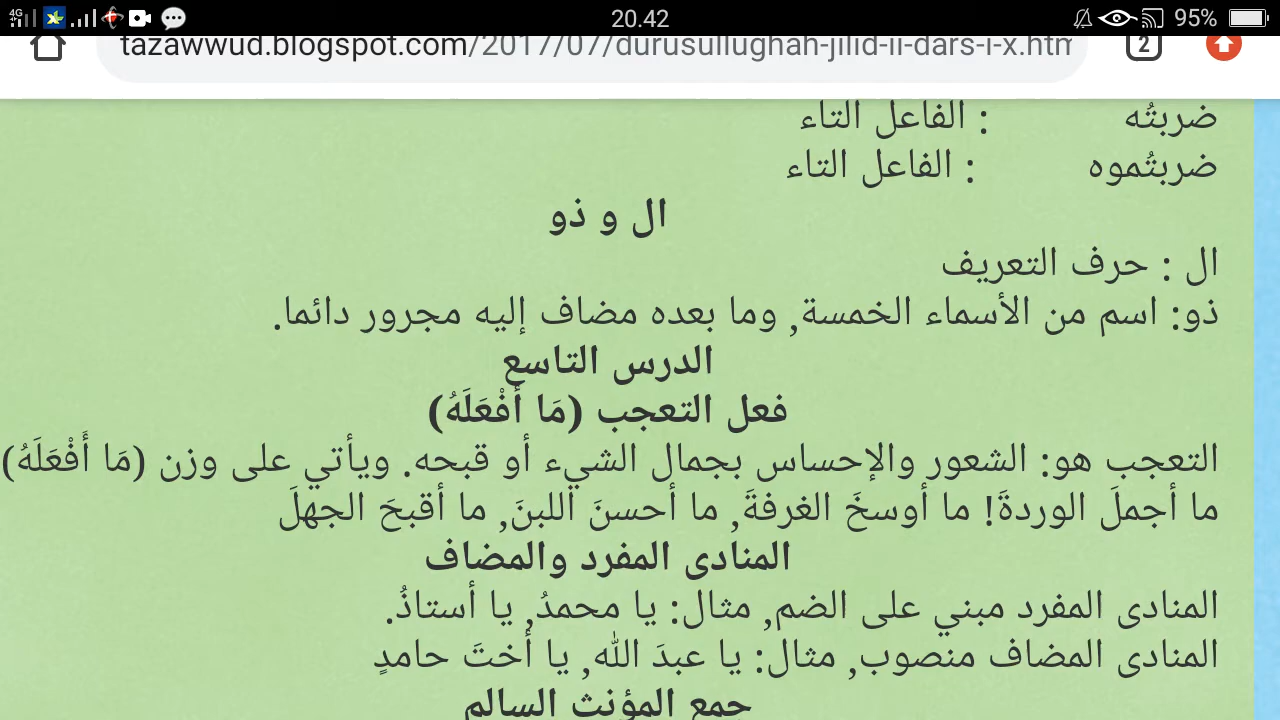 4G 20.42 95%
tazawwud.blogspot.com/2017/07/durusullughah-jilid-ii-dars-i-x.htm 2
ضربتُه : الفاعل التاء
ضربتُموه : الفاعل التاء
ال و ذو
ال : حرف التعريف
ذو: اسم من الأسماء الخمسة, وما بعده مضاف إليه مجرور دائما.
الدرس التاسع
فعل التعجب (مَا أَفْعَلَهُ)
التعجب هو: الشعور والإحساس بجمال الشيء أو قبحه. ويأتي على وزن (مَا أَفْعَلَهُ)
ما أجملَ الوردةَ! ما أوسخَ الغرفةَ, ما أحسنَ اللبنَ, ما أقبحَ الجهلَ
المنادى المفرد والمضاف
المنادى المفرد مبني على الضم, مثال: يا محمدُ, يا أستاذُ.
المنادى المضاف منصوب, مثال: يا عبدَ الله, يا أختَ حامدٍ
جمع المؤنث السالم